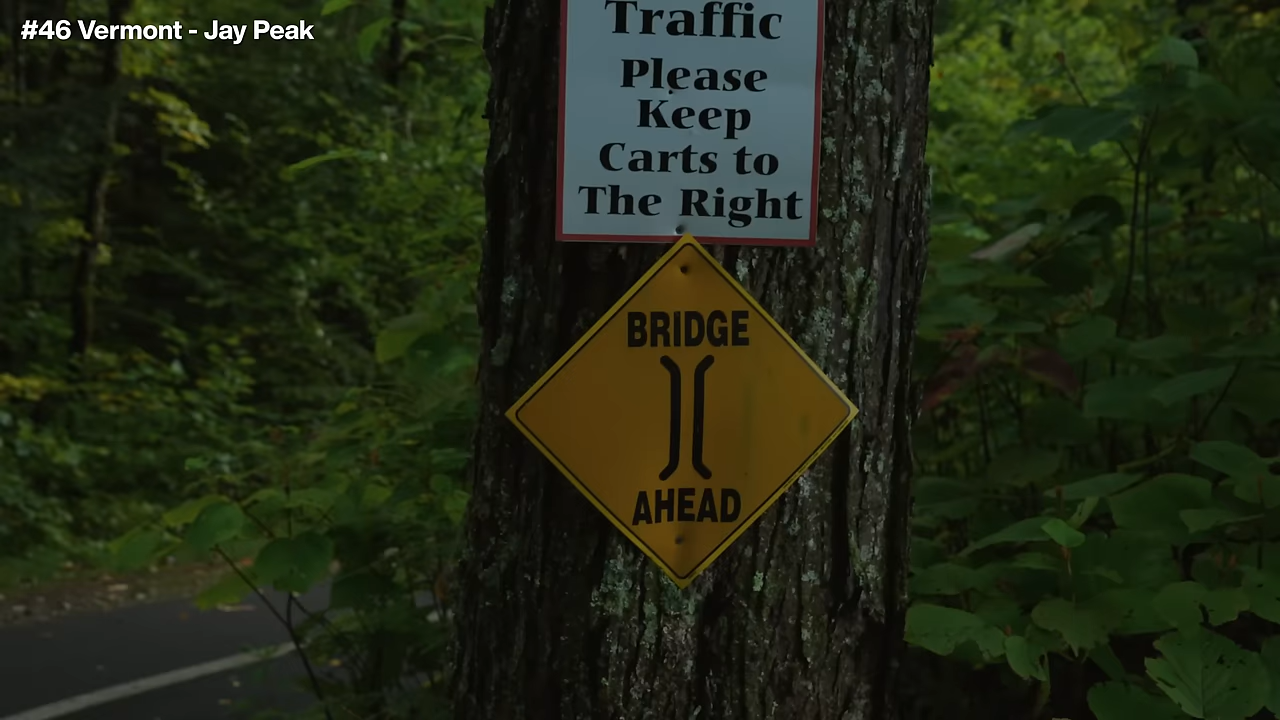 #46 Vermont - Jay Peak
Traffic
Please
Keep
Carts to
The Right
BRIDGE
AHEAD